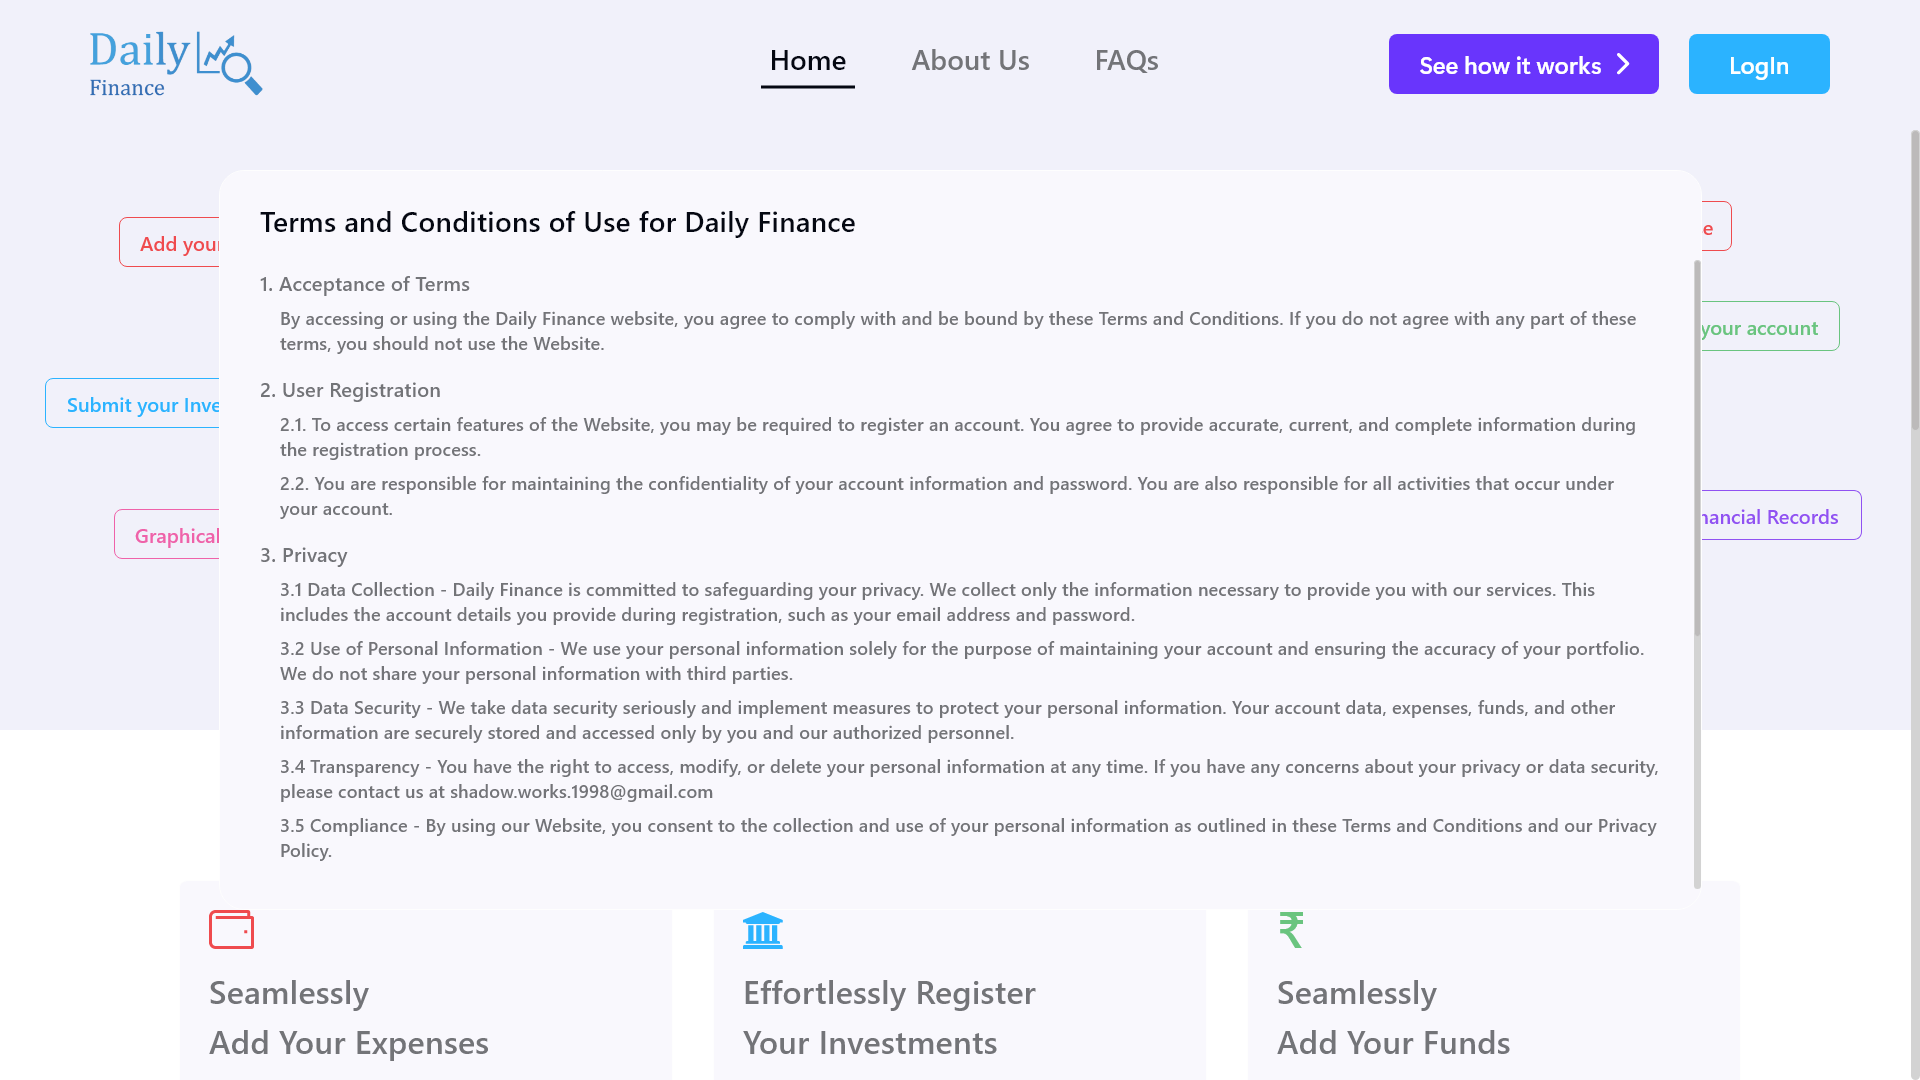 Daily
Finance
Home
About Us
FAQs
See how it works
LogIn
Terms and Conditions of Use for Daily Finance
Add your
e
1. Acceptance of Terms
By accessing or using the Daily Finance website, you agree to comply with and be bound by these Terms and Conditions. If you do not agree with any part of these
terms, you should not use the Website.
your account
2. User Registration
Submit your Inve
2.1. To access certain features of the Website, you may be required to register an account. You agree to provide accurate, current, and complete information during
the registration process.
2.2. You are responsible for maintaining the confidentiality of your account information and password. You are also responsible for all activities that occur under
your account.
Graphical
nancial Records
3. Privacy
3.1 Data Collection - Daily Finance is committed to safeguarding your privacy. We collect only the information necessary to provide you with our services. This
includes the account details you provide during registration, such as your email address and password.
3.2 Use of Personal Information - We use your personal information solely for the purpose of maintaining your account and ensuring the accuracy of your portfolio.
We do not share your personal information with third parties.
3.3 Data Security - We take data security seriously and implement measures to protect your personal information. Your account data, expenses, funds, and other
information are securely stored and accessed only by you and our authorized personnel.
3.4 Transparency - You have the right to access, modify, or delete your personal information at any time. If you have any concerns about your privacy or data security,
please contact us at shadow.works.1998@gmail.com
3.5 Compliance - By using our Website, you consent to the collection and use of your personal information as outlined in these Terms and Conditions and our Privacy
Policy.
₹
Seamlessly
Add Your Expenses
Effortlessly Register
Your Investments
Seamlessly
Add Your Funds